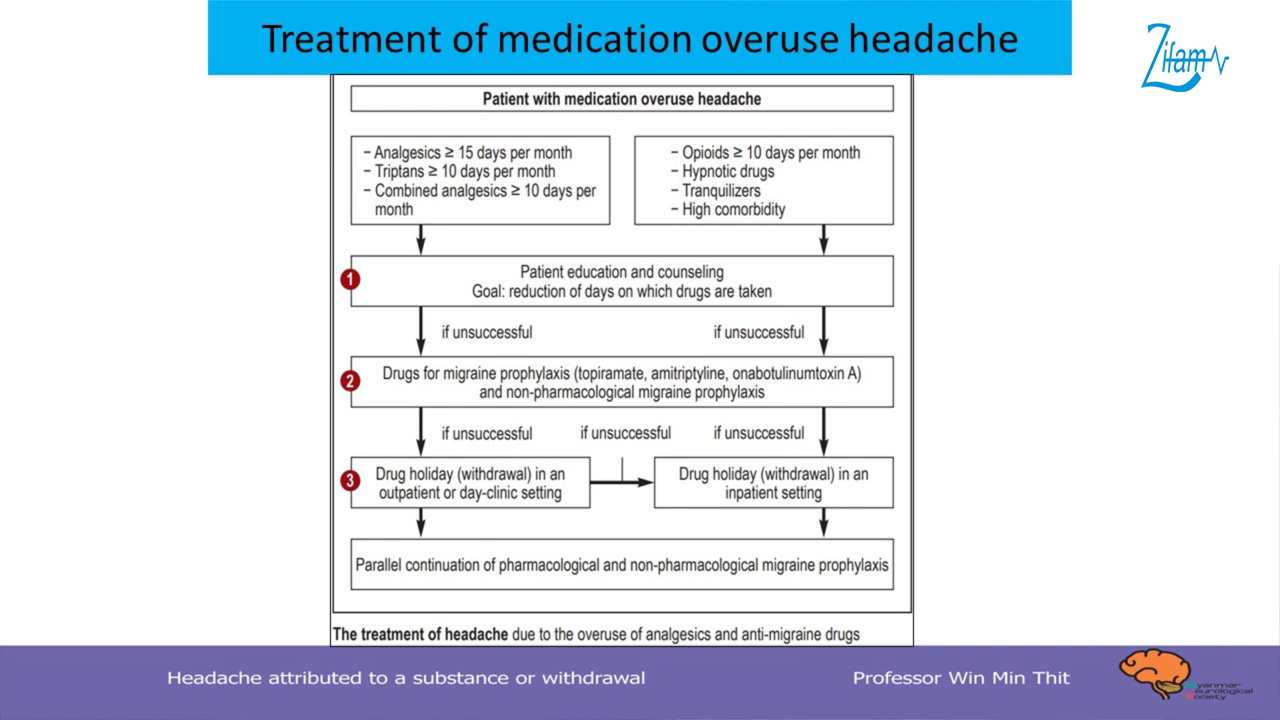 Treatment of medication overuse headache
Zifam
Patient with medication overuse headache
– Analgesics ≥ 15 days per month
– Triptans ≥ 10 days per month
– Combined analgesics ≥ 10 days per
month
– Opioids ≥ 10 days per month
– Hypnotic drugs
– Tranquilizers
– High comorbidity
1
Patient education and counseling
Goal: reduction of days on which drugs are taken
if unsuccessful
if unsuccessful
2
Drugs for migraine prophylaxis (topiramate, amitriptyline, onabotulinumtoxin A)
and non-pharmacological migraine prophylaxis
if unsuccessful
if unsuccessful
if unsuccessful
3
Drug holiday (withdrawal) in an
outpatient or day-clinic setting
Drug holiday (withdrawal) in an
inpatient setting
Parallel continuation of pharmacological and non-pharmacological migraine prophylaxis
The treatment of headache due to the overuse of analgesics and anti-migraine drugs
Headache attributed to a substance or withdrawal
Professor Win Min Thit
Myanmar
Neurological
Society